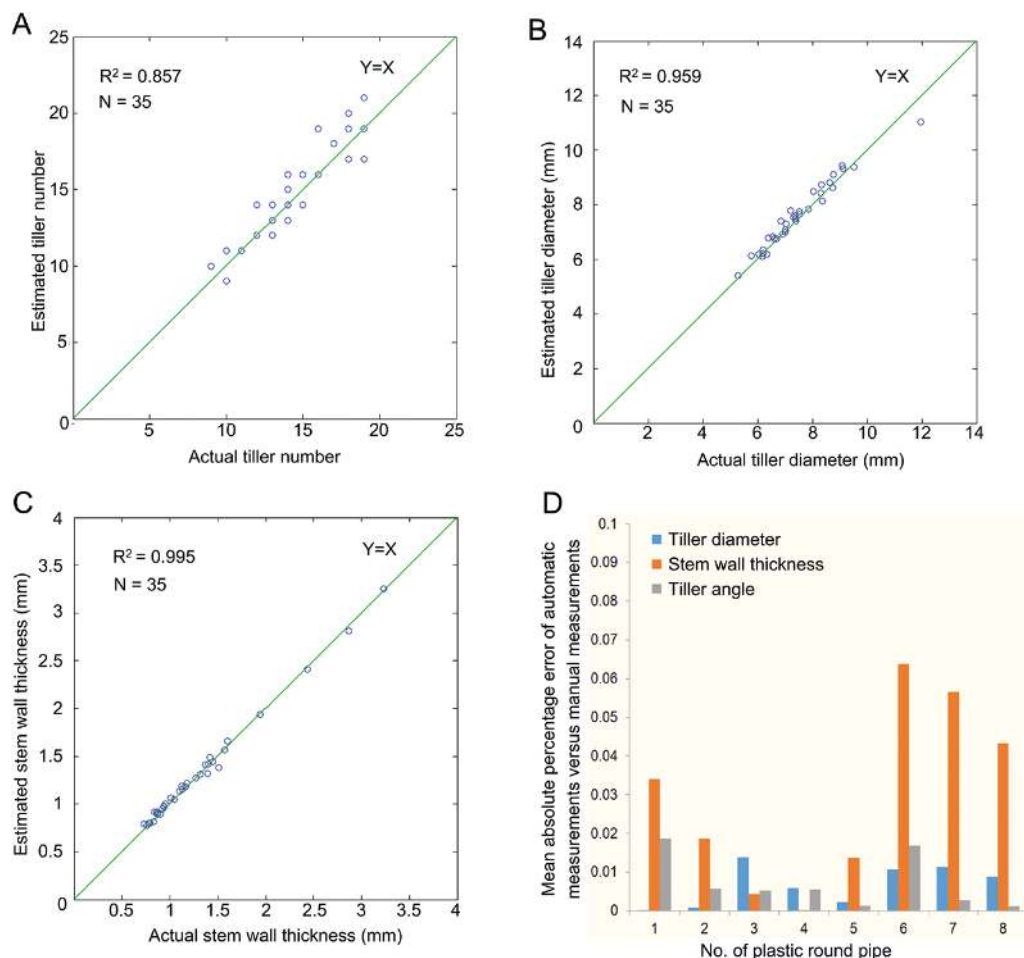 A
Estimated tiller number
25
20
15
10
5
0
R² = 0.857
N = 35
Y=X
5 10 15 20 25
Actual tiller number
B
Estimated tiller diameter (mm)
14
12
10
8
6
4
2
0
R² = 0.959
N = 35
Y=X
2 4 6 8 10 12 14
Actual tiller diameter (mm)
C
Estimated stem wall thickness (mm)
4
3.5
3
2.5
2
1.5
1
0.5
0
R² = 0.995
N = 35
Y=X
0.5 1 1.5 2 2.5 3 3.5 4
Actual stem wall thickness (mm)
D
Mean absolute percentage error of automatic
measurements versus manual measurements
0.1
0.09
0.08
0.07
0.06
0.05
0.04
0.03
0.02
0.01
0
Tiller diameter
Stem wall thickness
Tiller angle
1 2 3 4 5 6 7 8
No. of plastic round pipe